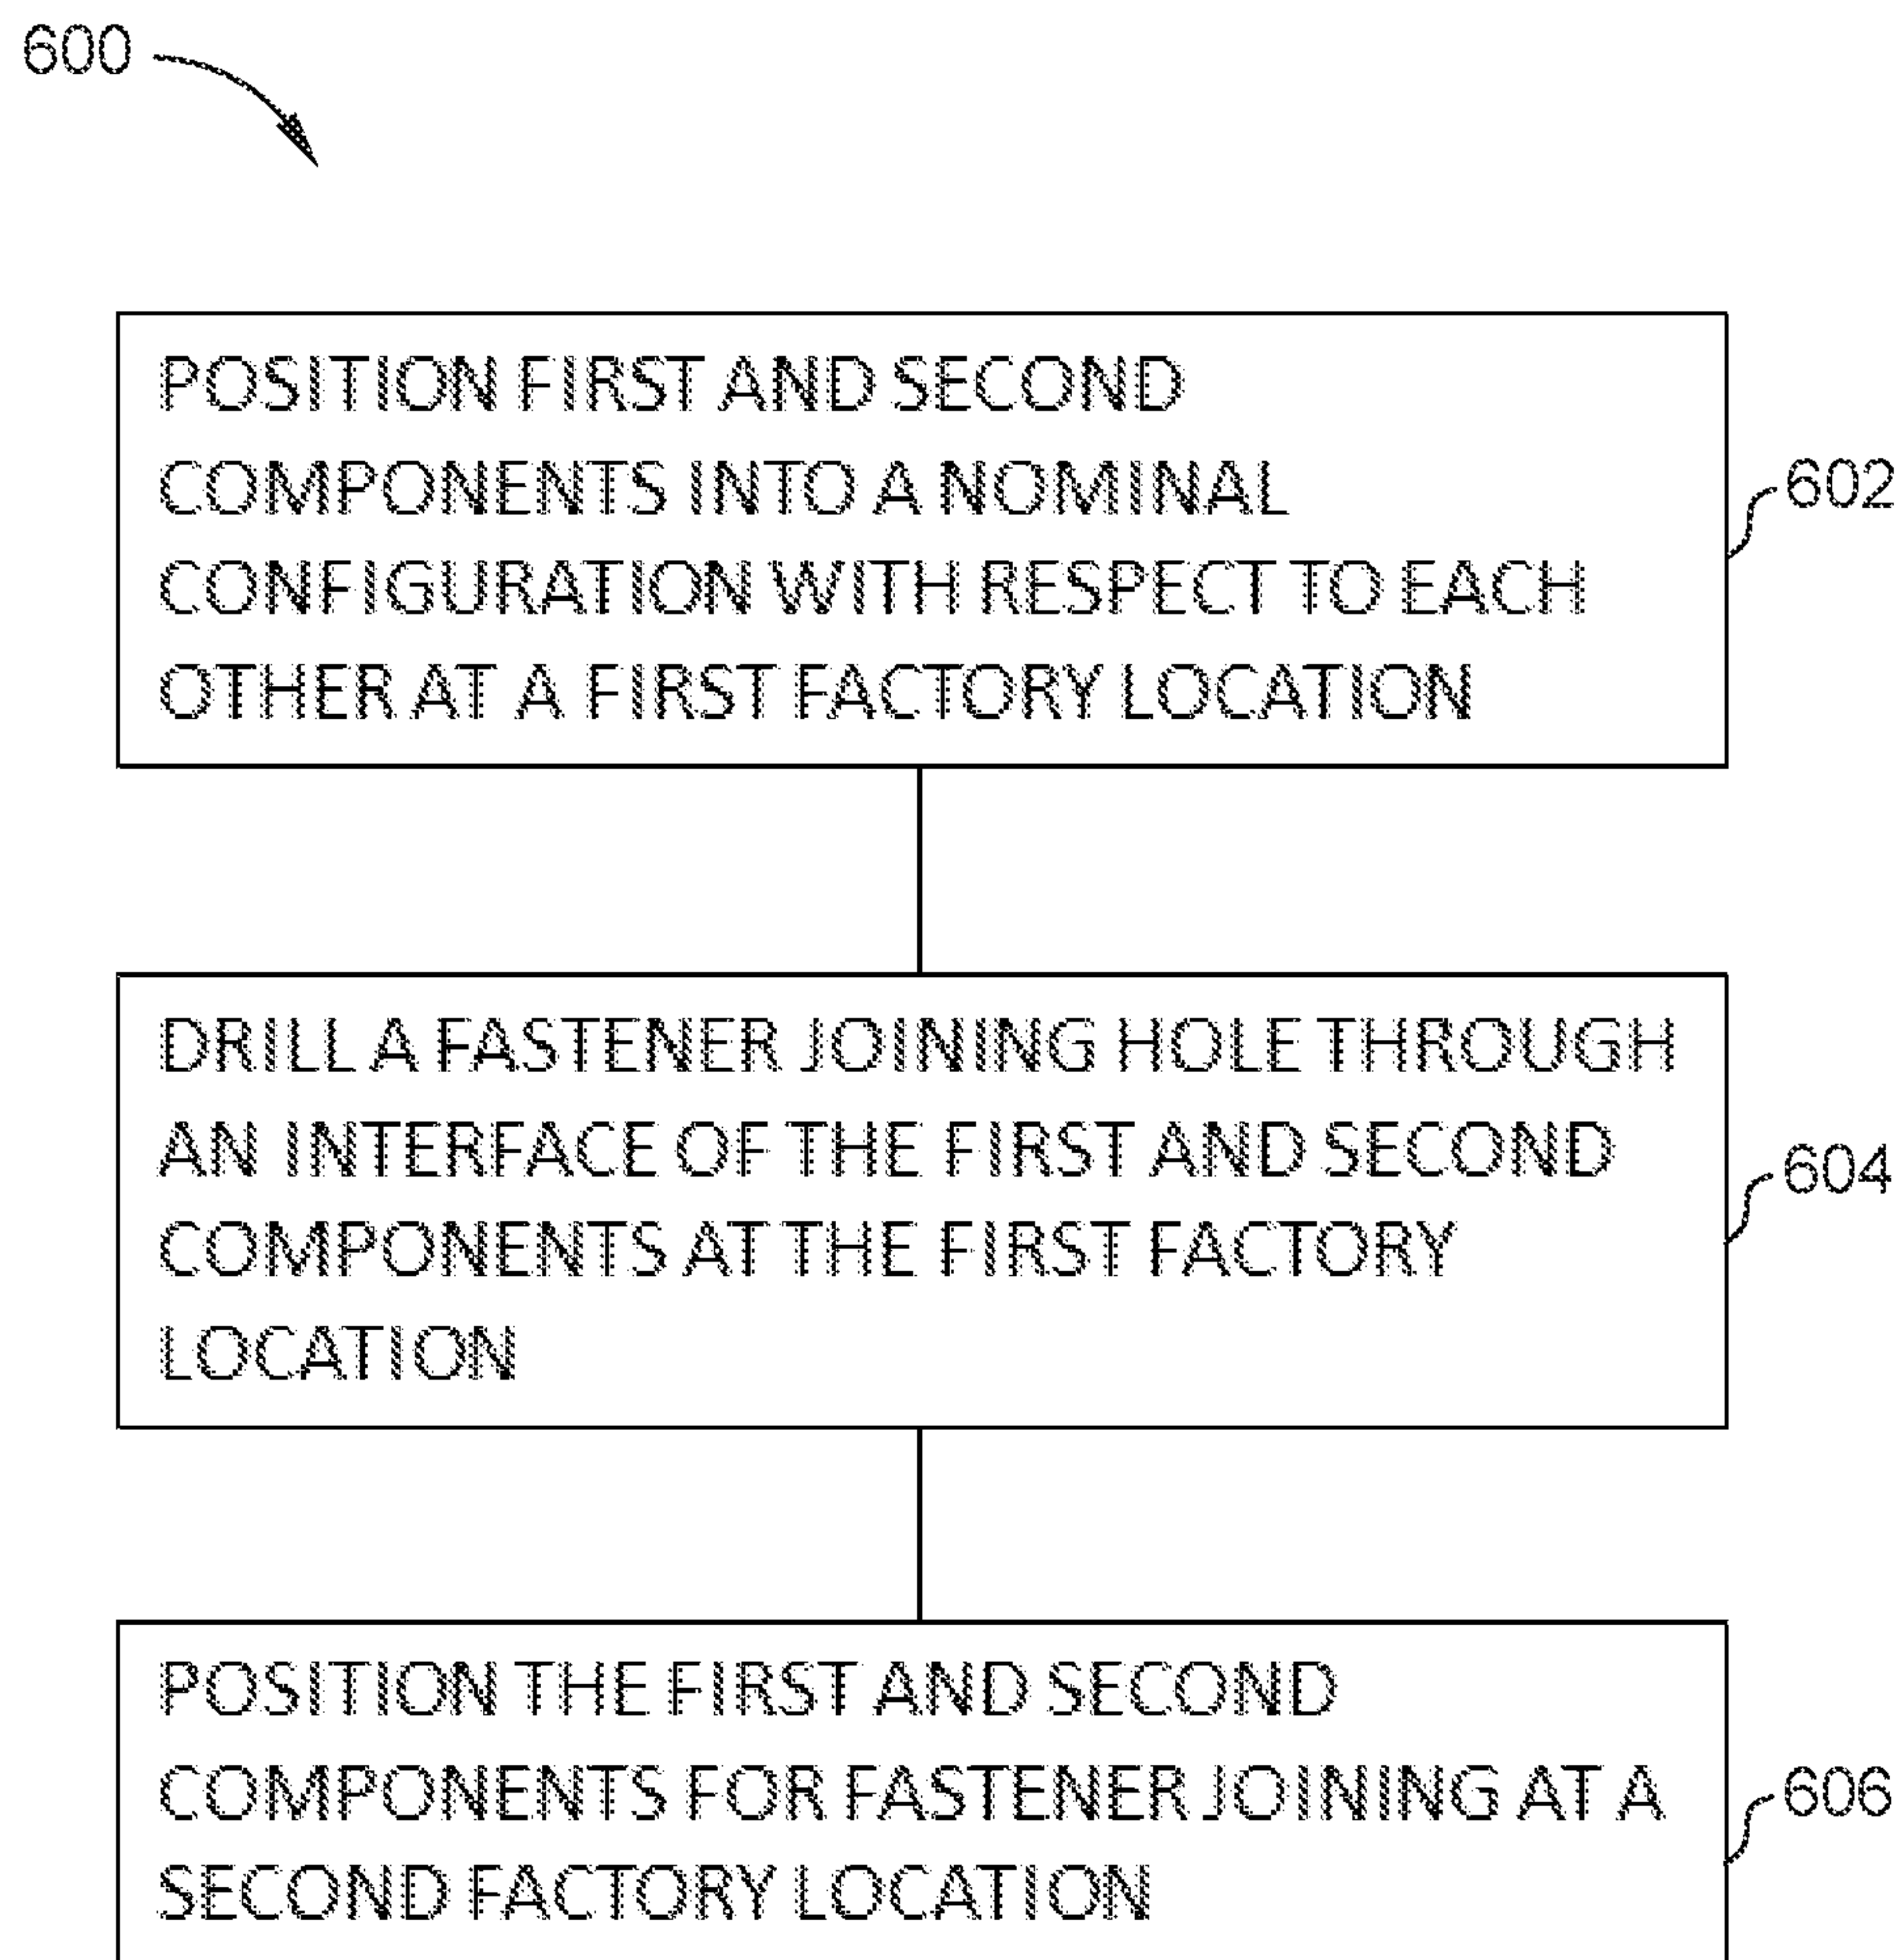 600
POSITION FIRST AND SECOND
COMPONENTS INTO A NOMINAL
CONFIGURATION WITH RESPECT TO EACH
OTHER AT A FIRST FACTORY LOCATION
602
DRILL A FASTENER JOINING HOLE THROUGH
AN INTERFACE OF THE FIRST AND SECOND
COMPONENTS AT THE FIRST FACTORY
LOCATION
604
POSITION THE FIRST AND SECOND
COMPONENTS FOR FASTENER JOINING AT A
SECOND FACTORY LOCATION
606